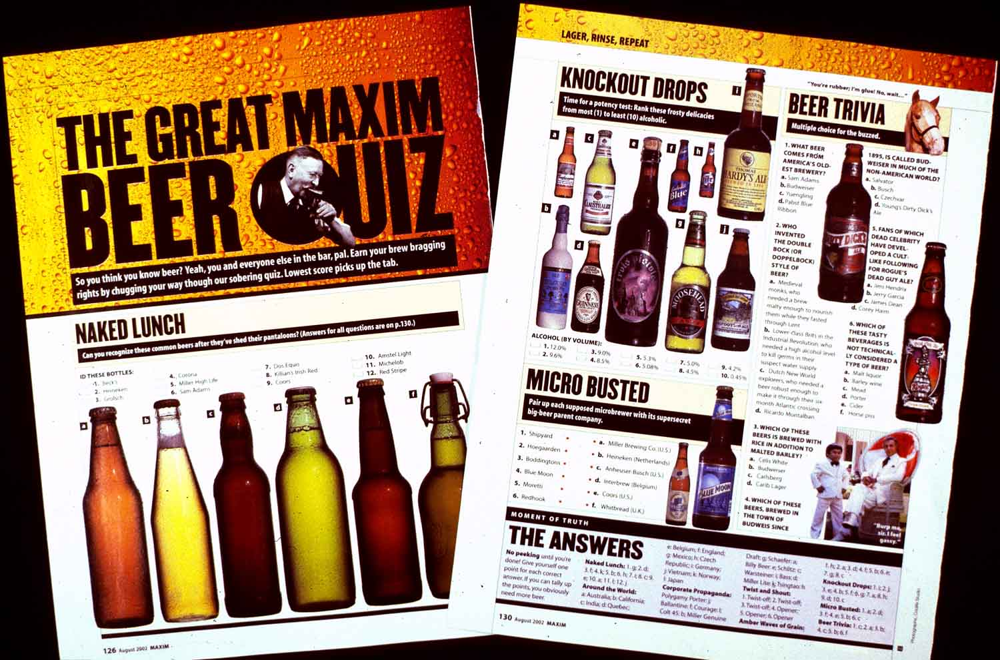 THE GREAT MAXIM
BEER QUIZ
So you think you know beer? Yeah, you and everyone else in the bar, pal. Earn your brew bragging
rights by chugging your way though our sobering quiz. Lowest score picks up the tab.
NAKED LUNCH
Can you recognize these common beers after they've shed their pantaloons? (Answers for all questions are on p.130.)
ID THESE BOTTLES:
1. Beck's
2. Heineken
3. Grolsch
4. Corona
5. Miller High Life
6. Sam Adams
7. Dos Equis
8. Killian's Irish Red
9. Coors
10. Amstel Light
11. Michelob
12. Red Stripe
a
b
c
d
e
f
126 August 2002 MAXIM
LAGER, RINSE, REPEAT
KNOCKOUT DROPS
Time for a potency test: Rank these frosty delicacies
from most (1) to least (10) alcoholic.
a
c
e
f
h
i
b
d
g
j
CLAUSTHALER
GUINNESS
MOOSEHEAD
Blue
THOMAS
HARDY'S ALE
ALCOHOL (BY VOLUME):
1. 12.0%
2. 9.6%
3. 9.0%
4. 8.5%
5. 5.3%
6. 5.08%
7. 5.0%
8. 4.5%
9. 4.2%
10. 0.45%
MICRO BUSTED
Pair up each supposed microbrewer with its supersecret
big-beer parent company.
1. Shipyard
2. Hoegaarden
3. Boddingtons
4. Blue Moon
5. Moretti
6. Redhook
a. Miller Brewing Co. (U.S.)
b. Heineken (Netherlands)
c. Anheuser Busch (U.S.)
d. Interbrew (Belgium)
e. Coors (U.S.)
f. Whitbread (U.K.)
BLUE MOON
"You're rubber; I'm glue! No, wait..."
BEER TRIVIA
Multiple choice for the buzzed.
1. WHAT BEER
COMES FROM
AMERICA'S OLD-
EST BREWERY?
a. Sam Adams
b. Budweiser
c. Yuengling
d. Pabst Blue
Ribbon
2. WHO
INVENTED
THE DOUBLE
BOCK (OR
DOPPELBOCK)
STYLE OF
BEER?
a. Medieval
monks, who
needed a brew
malty enough to nourish
them while they fasted
through Lent
b. Lower-class Brits in the
Industrial Revolution, who
needed a high alcohol level
to kill germs in their
suspect water supply
c. Dutch New World
explorers, who needed a
beer robust enough to
make it through their six-
month Atlantic crossing
d. Ricardo Montalban
3. WHICH OF THESE
BEERS IS BREWED WITH
RICE IN ADDITION TO
MALTED BARLEY?
a. Celis White
b. Budweiser
c. Carlsberg
d. Carib Lager
4. WHICH OF THESE
BEERS, BREWED IN
THE TOWN OF
BUDWEIS SINCE
1895, IS CALLED BUD-
WEISER IN MUCH OF THE
NON-AMERICAN WORLD?
a. Salvator
b. Busch
c. Czechvar
d. Young's Dirty Dick's
Ale
5. FANS OF WHICH
DEAD CELEBRITY
HAVE DEVEL-
OPED A CULT-
LIKE FOLLOWING
FOR ROGUE'S
DEAD GUY ALE?
a. Jimi Hendrix
b. Jerry Garcia
c. James Dean
d. Corey Haim
6. WHICH OF
THESE TASTY
BEVERAGES IS
NOT TECHNICAL-
LY CONSIDERED A
TYPE OF BEER?
a. Malt liquor
b. Barley wine
c. Mead
d. Porter
e. Cider
f. Horse piss
DICK'S
ALE
"Burp me,
sir. I feel
gassy."
MOMENT OF TRUTH
THE ANSWERS
No peeking until you're
done! Give yourself one
point for each correct
answer. If you can tally up
the points, you obviously
need more beer.
Naked Lunch: 1. g; 2. d;
3. f; 4. k; 5. b; 6. h; 7. l; 8. c; 9.
e; 10. a; 11. i; 12. j
Around the World:
a: Australia; b: California;
c: India; d: Quebec;
e: Belgium; f: England;
g: Mexico; h: Czech
Republic; i: Germany;
j: Vietnam; k: Norway;
l: Japan
Corporate Propaganda:
Polygamy Porter: j;
Ballantine: f; Courage: l;
Colt 45: b; Miller Genuine
Draft: g; Schaefer: a;
Billy Beer: e; Schlitz: c;
Warsteiner: i; Bass: d;
Miller Lite: k; Tsingtao: h
Twist and Shout:
1. Twist-off; 2. Twist-off;
3. Twist-off; 4. Opener;
5. Opener; 6. Opener
Amber Waves of Grain:
1. h; 2. a; 3. d; 4. f; 5. b; 6. e;
7. g; 8. c
Knockout Drops: 1. i; 2. j;
3. e; 4. b; 5. f; 6. g; 7. a; 8. h;
9. d; 10. c
Micro Busted: 1. a; 2. d;
3. f; 4. e; 5. b; 6. c
Beer Trivia: 1. c; 2. a; 3. b;
4. c; 5. b; 6. f
130 August 2002 MAXIM